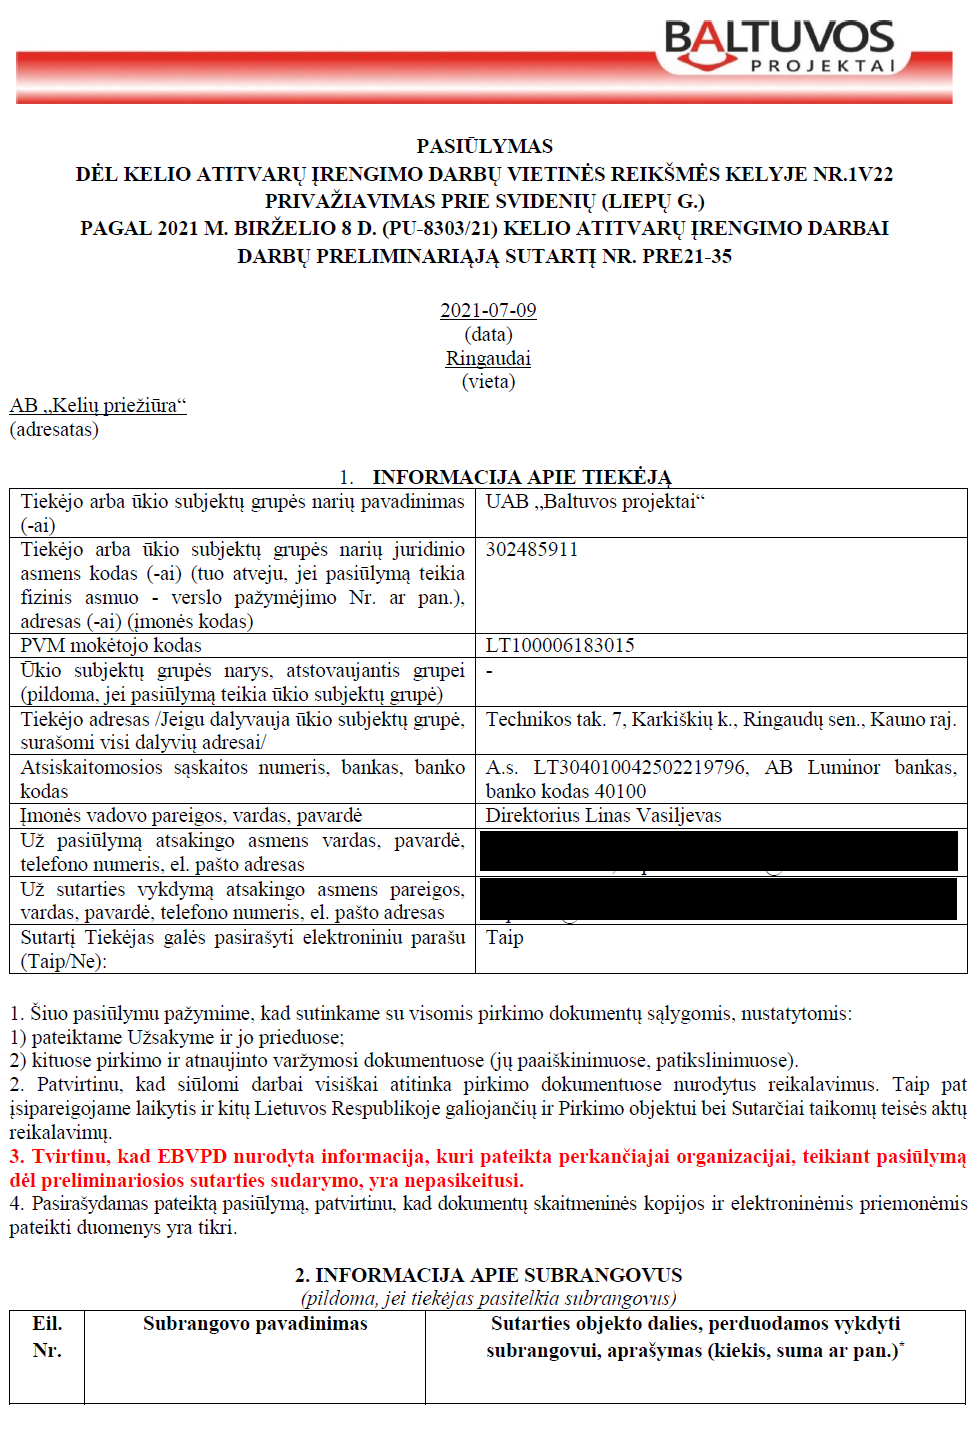 BALTUVOS
PROJEKTAI
PASIŪLYMAS
DĖL KELIO ATITVARŲ ĮRENGIMO DARBŲ VIETINĖS REIKŠMĖS KELYJE NR.1V22
PRIVAŽIAVIMAS PRIE SVIDENIŲ (LIEPŲ G.)
PAGAL 2021 M. BIRŽELIO 8 D. (PU-8303/21) KELIO ATITVARŲ ĮRENGIMO DARBAI
DARBŲ PRELIMINARIĄJĄ SUTARTĮ NR. PRE21-35
2021-07-09
(data)
Ringaudai
(vieta)
AB „Kelių priežiūra“
(adresatas)
1. INFORMACIJA APIE TIEKĖJĄ
Tiekėjo arba ūkio subjektų grupės narių pavadinimas
(-ai)
UAB „Baltuvos projektai“
Tiekėjo arba ūkio subjektų grupės narių juridinio
asmens kodas (-ai) (tuo atveju, jei pasiūlymą teikia
fizinis asmuo - verslo pažymėjimo Nr. ar pan.),
adresas (-ai) (įmonės kodas)
302485911
PVM mokėtojo kodas
LT100006183015
Ūkio subjektų grupės narys, atstovaujantis grupei
(pildoma, jei pasiūlymą teikia ūkio subjektų grupė)
-
Tiekėjo adresas /Jeigu dalyvauja ūkio subjektų grupė,
surašomi visi dalyvių adresai/
Technikos tak. 7, Karkiškių k., Ringaudų sen., Kauno raj.
Atsiskaitomosios sąskaitos numeris, bankas, banko
kodas
A.s. LT304010042502219796, AB Luminor bankas,
banko kodas 40100
Įmonės vadovo pareigos, vardas, pavardė
Direktorius Linas Vasiljevas
Už pasiūlymą atsakingo asmens vardas, pavardė,
telefono numeris, el. pašto adresas
Už sutarties vykdymą atsakingo asmens pareigos,
vardas, pavardė, telefono numeris, el. pašto adresas
Sutartį Tiekėjas galės pasirašyti elektroniniu parašu
(Taip/Ne):
Taip
1. Šiuo pasiūlymu pažymime, kad sutinkame su visomis pirkimo dokumentų sąlygomis, nustatytomis:
1) pateiktame Užsakyme ir jo prieduose;
2) kituose pirkimo ir atnaujinto varžymosi dokumentuose (jų paaiškinimuose, patikslinimuose).
2. Patvirtinu, kad siūlomi darbai visiškai atitinka pirkimo dokumentuose nurodytus reikalavimus. Taip pat
įsipareigojame laikytis ir kitų Lietuvos Respublikoje galiojančių ir Pirkimo objektui bei Sutarčiai taikomų teisės aktų
reikalavimų.
3. Tvirtinu, kad EBVPD nurodyta informacija, kuri pateikta perkančiajai organizacijai, teikiant pasiūlymą
dėl preliminariosios sutarties sudarymo, yra nepasikeitusi.
4. Pasirašydamas pateiktą pasiūlymą, patvirtinu, kad dokumentų skaitmeninės kopijos ir elektroninėmis priemonėmis
pateikti duomenys yra tikri.
2. INFORMACIJA APIE SUBRANGOVUS
(pildoma, jei tiekėjas pasitelkia subrangovus)
Eil.
Nr.
Subrangovo pavadinimas
Sutarties objekto dalies, perduodamos vykdyti
subrangovui, aprašymas (kiekis, suma ar pan.)*